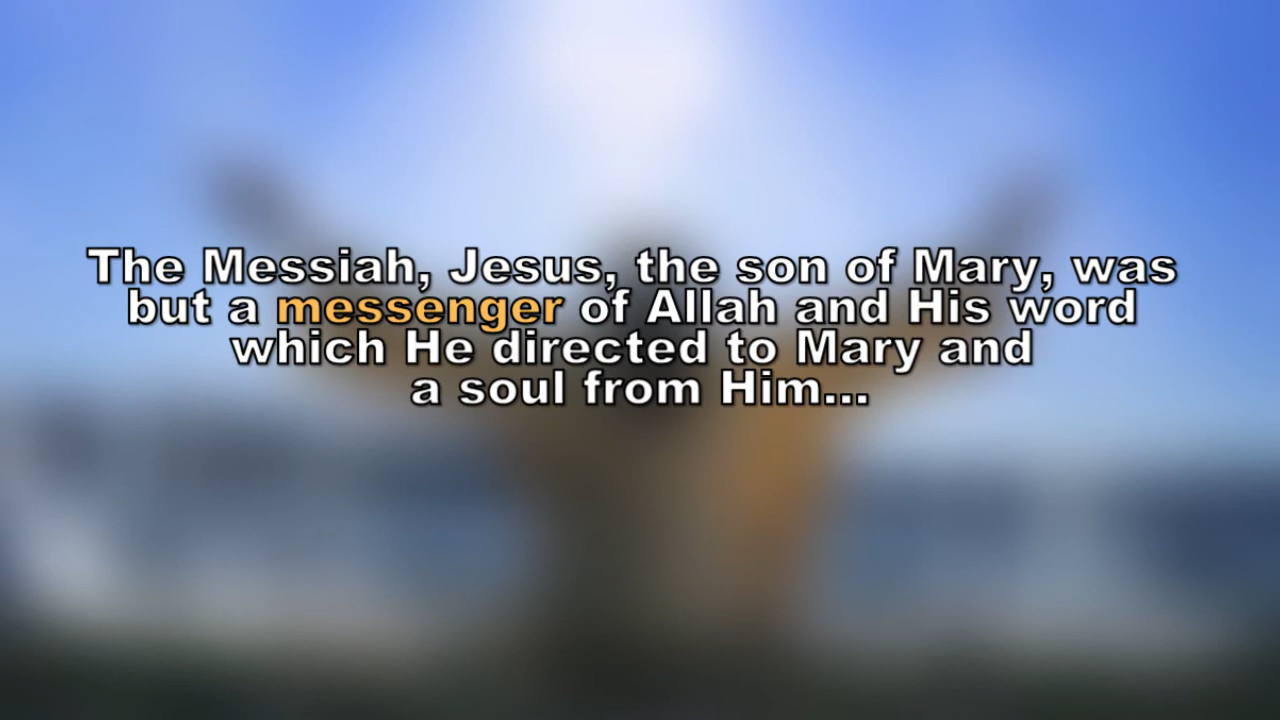 The Messiah, Jesus, the son of Mary, was
but a messenger of Allah and His word
which He directed to Mary and
a soul from Him...